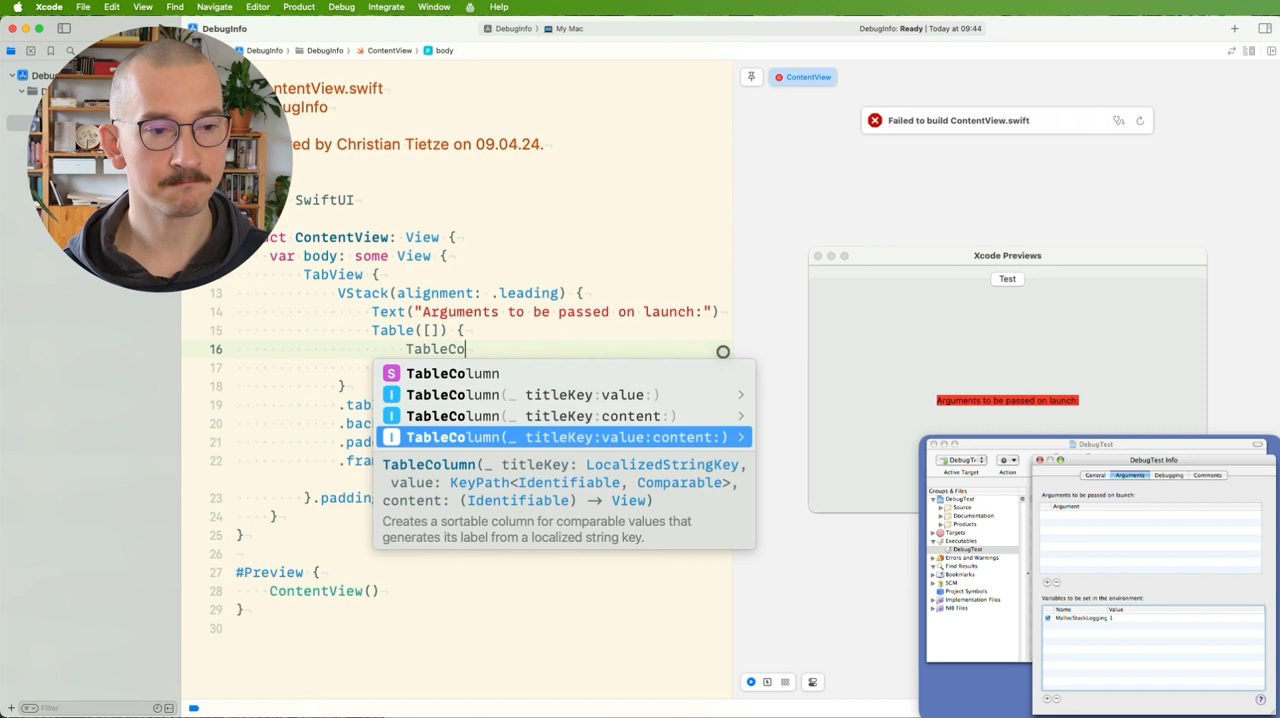 Xcode File Edit View Find Navigate Editor Product Debug Integrate Window Help
DebugInfo
DebugInfo
My Mac
DebugInfo: Ready | Today at 09:44
DebugInfo
DebugInfo
ContentView
body
ContentView
Failed to build ContentView.swift
ntentView.swift
ed by Christian Tietze on 09.04.24.
SwiftUI
ct ContentView: View {
var body: some View {
TabView {
13 VStack(alignment: .leading) {
14 Text("Arguments to be passed on launch:")
15 Table([]) {
16 TableCo
17
18 }
19 .tab
20 .bac
21 .pad
22 .fram
23 }.padding
24 }
25 }
26
27 #Preview {
28 ContentView()
29 }
30
S TableColumn
I TableColumn(_ titleKey:value:)
I TableColumn(_ titleKey:content:)
I TableColumn(_ titleKey:value:content:)
TableColumn(_ titleKey: LocalizedStringKey,
value: KeyPath<Identifiable, Comparable>,
content: (Identifiable) → View)
Creates a sortable column for comparable values that
generates its label from a localized string key.
Xcode Previews
Test
Arguments to be passed on launch:
DebugTest
DebugT
Active Target
Action
Groups & Files
DebugTest
Source
Documentation
Products
Targets
Executables
DebugTest
Errors and Warnings
Find Results
Bookmarks
SCM
Project Symbols
Implementation Files
NIB Files
DebugTest Info
General Arguments Debugging Comments
Arguments to be passed on launch:
Argument
Variables to be set in the environment:
Name Value
MallocStackLogging 1
?
Filter